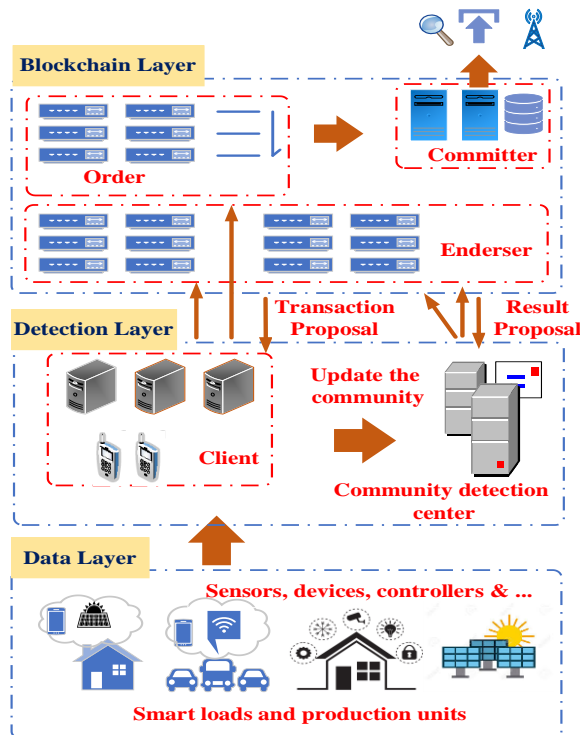 Blockchain Layer
Order
Committer
Enderser
Transaction
Proposal
Result
Proposal
Detection Layer
Update the
community
Client
Community detection
center
Data Layer
Sensors, devices, controllers & ...
Smart loads and production units